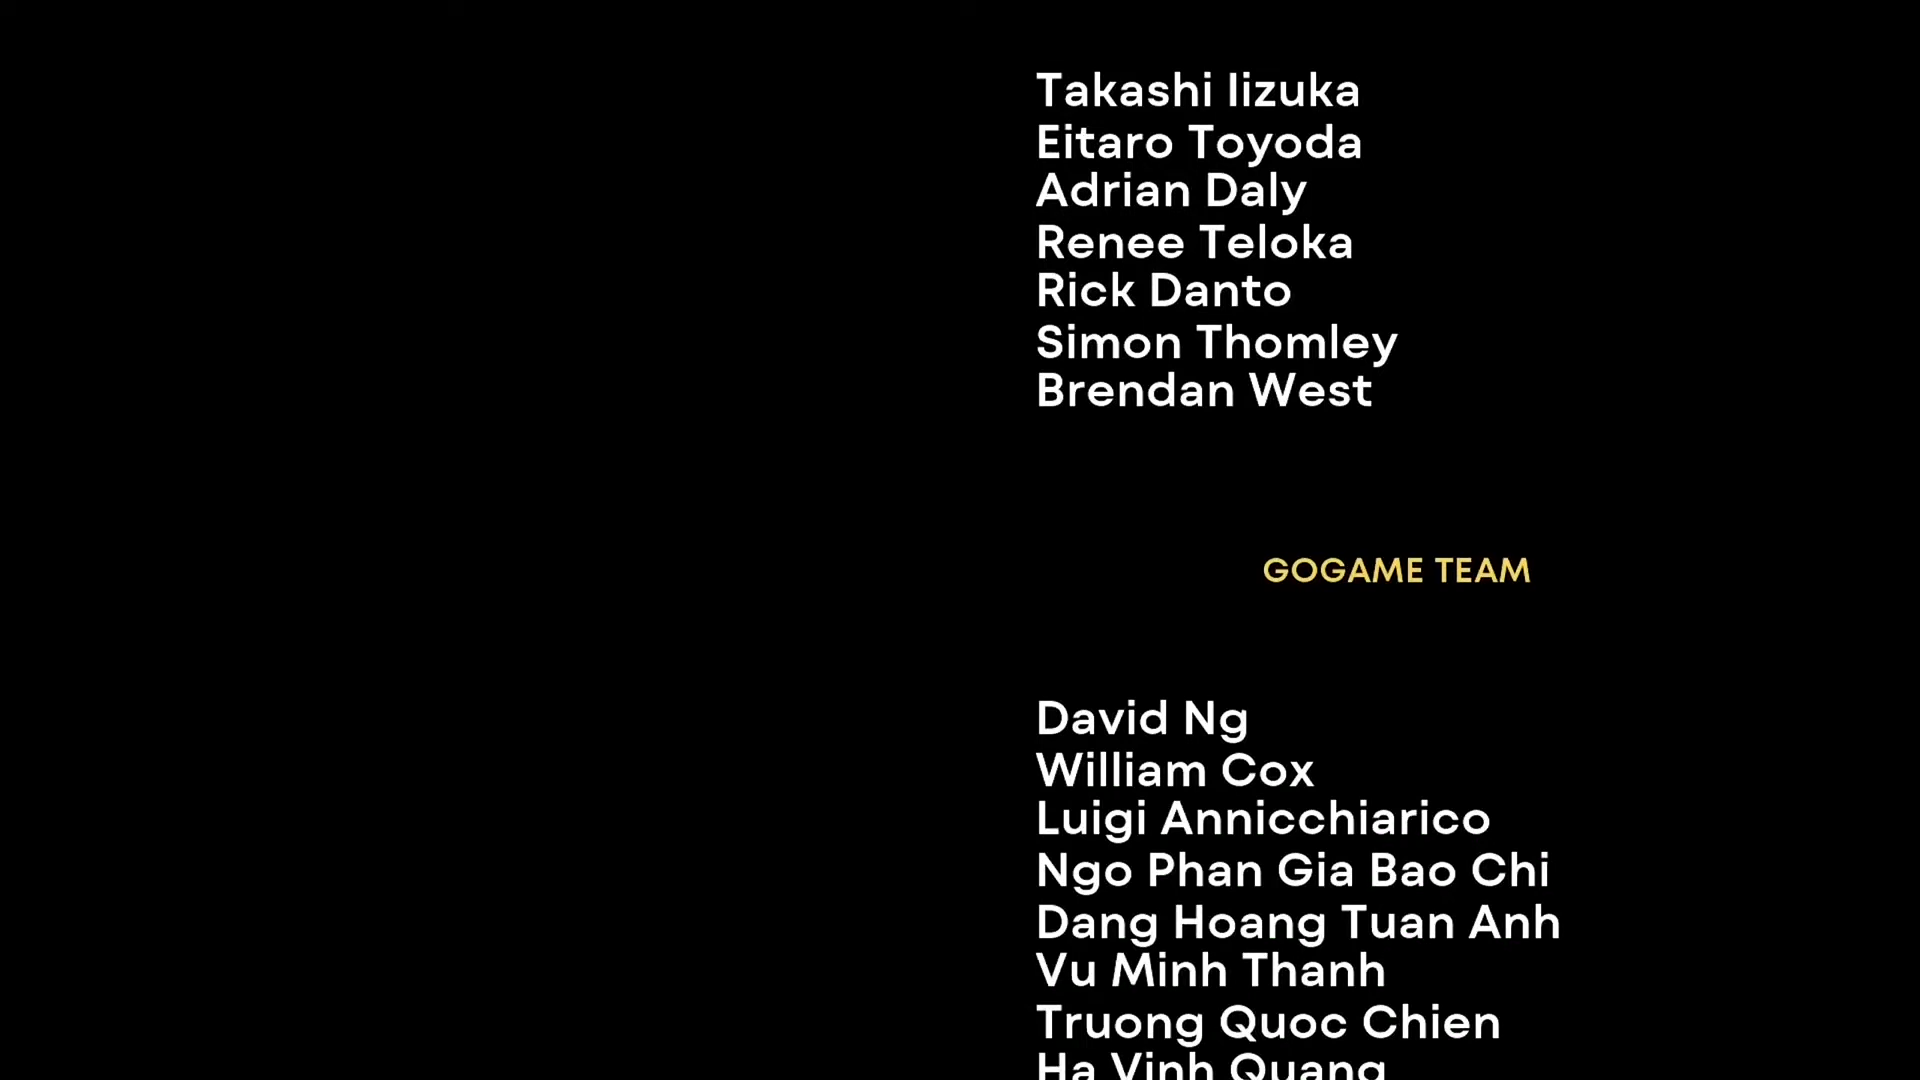 Takashi Iizuka
Eitaro Toyoda
Adrian Daly
Renee Teloka
Rick Danto
Simon Thomley
Brendan West
GOGAME TEAM
David Ng
William Cox
Luigi Annicchiarico
Ngo Phan Gia Bao Chi
Dang Hoang Tuan Anh
Vu Minh Thanh
Truong Quoc Chien
Ha Vinh Quang